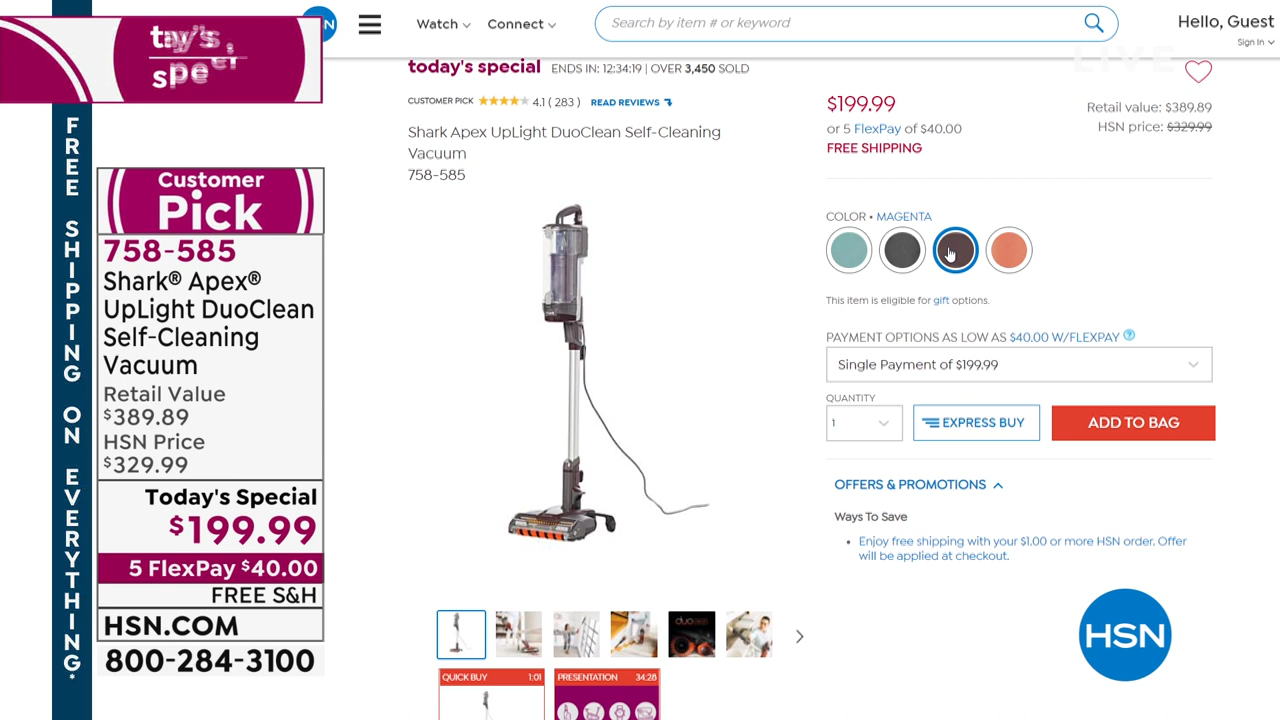 FREE SHIPPING ON EVERYTHING.*
Customer
Pick
758-585
Shark® Apex®
UpLight DuoClean
Self-Cleaning
Vacuum
Retail Value
$389.89
HSN Price
$329.99
Today's Special
$199.99
5 FlexPay $40.00
FREE S&H
HSN.COM
800-284-3100
Watch
Connect
Search by item # or keyword
Hello, Guest
Sign In
LIVE
today's special ENDS IN: 12:34:19 | OVER 3,450 SOLD
CUSTOMER PICK 4.1 ( 283 ) READ REVIEWS
Shark Apex UpLight DuoClean Self-Cleaning
Vacuum
758-585
QUICK BUY 1:01
PRESENTATION 34:28
$199.99
Retail value: $389.89
or 5 FlexPay of $40.00
HSN price: $329.99
FREE SHIPPING
COLOR • MAGENTA
This item is eligible for gift options.
PAYMENT OPTIONS AS LOW AS $40.00 W/FLEXPAY ?
Single Payment of $199.99
QUANTITY
1
EXPRESS BUY
ADD TO BAG
OFFERS & PROMOTIONS
Ways To Save
• Enjoy free shipping with your $1.00 or more HSN order. Offer
will be applied at checkout.
HSN